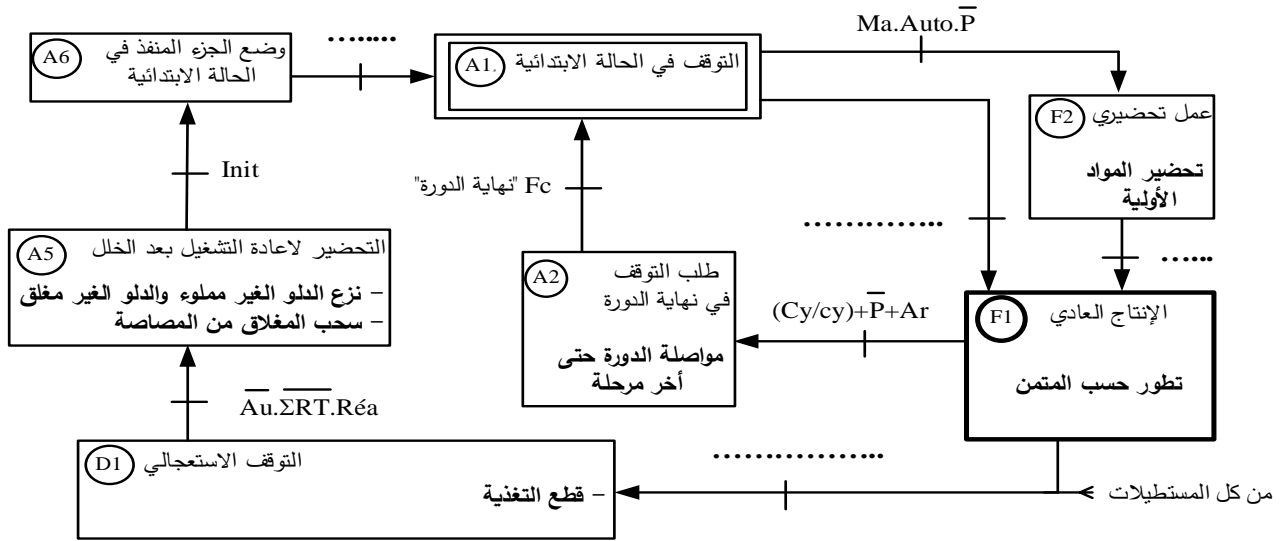 Ma.Auto.P̅
A6
وضع الجزء المنفذ في
الحالة الابتدائية
........
A1.
التوقف في الحالة الابتدائية
F2
عمل تحضيري
تحضير المواد
الأولية
Init
Fc "نهاية الدورة"
..............
......
A5
التحضير لاعادة التشغيل بعد الخلل
- نزع الدلو الغير مملوء والدلو الغير مغلق
- سحب المغلاق من المصاصة
A2
طلب التوقف
في نهاية الدورة
مواصلة الدورة حتى
أخر مرحلة
(Cy/cy)+P̅+Ar
F1
الإنتاج العادي
تطور حسب المتمن
A̅u̅.Σ̅R̅T̅.Réa
D1
التوقف الاستعجالي
- قطع التغذية
.................
من كل المستطيلات